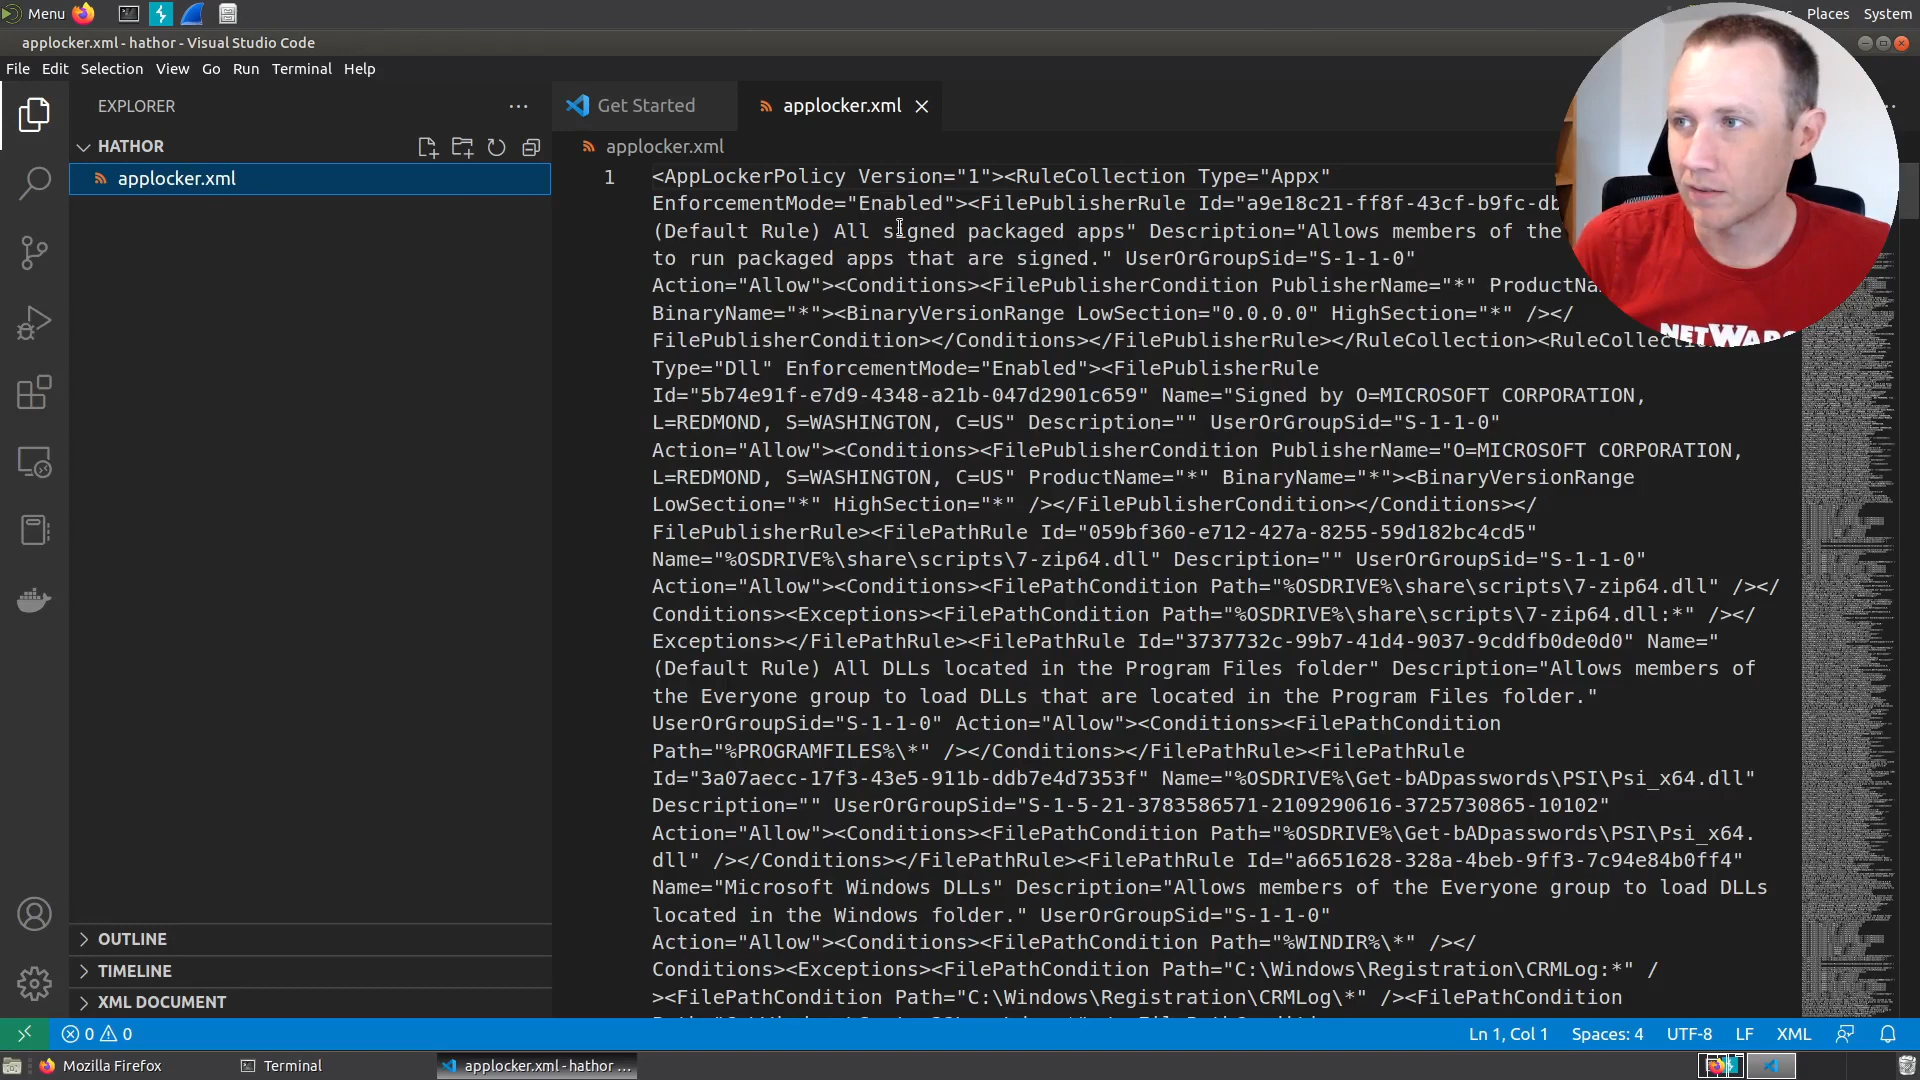 Menu
Places System
applocker.xml - hathor - Visual Studio Code
File Edit Selection View Go Run Terminal Help
EXPLORER
Get Started
applocker.xml
HATHOR
applocker.xml
applocker.xml
1
<AppLockerPolicy Version="1"><RuleCollection Type="Appx"
EnforcementMode="Enabled"><FilePublisherRule Id="a9e18c21-ff8f-43cf-b9fc-db
(Default Rule) All signed packaged apps" Description="Allows members of the
to run packaged apps that are signed." UserOrGroupSid="S-1-1-0"
Action="Allow"><Conditions><FilePublisherCondition PublisherName="*"
BinaryName="*"><BinaryVersionRange LowSection="0.0.0.0" HighSection="*" /></
FilePublisherCondition></Conditions></FilePublisherRule></RuleCollection><RuleCollecti
Type="Dll" EnforcementMode="Enabled"><FilePublisherRule
Id="5b74e91f-e7d9-4348-a21b-047d2901c659" Name="Signed by O=MICROSOFT CORPORATION,
L=REDMOND, S=WASHINGTON, C=US" Description="" UserOrGroupSid="S-1-1-0"
Action="Allow"><Conditions><FilePublisherCondition PublisherName="O=MICROSOFT CORPORATION,
L=REDMOND, S=WASHINGTON, C=US" ProductName="*" BinaryName="*"><BinaryVersionRange
LowSection="*" HighSection="*" /></FilePublisherCondition></Conditions></
FilePublisherRule><FilePathRule Id="059bf360-e712-427a-8255-59d182bc4cd5"
Name="%OSDRIVE%\share\scripts\7-zip64.dll" Description="" UserOrGroupSid="S-1-1-0"
Action="Allow"><Conditions><FilePathCondition Path="%OSDRIVE%\share\scripts\7-zip64.dll" /></
Conditions><Exceptions><FilePathCondition Path="%OSDRIVE%\share\scripts\7-zip64.dll:*" /></
Exceptions></FilePathRule><FilePathRule Id="3737732c-99b7-41d4-9037-9cddfb0de0d0" Name="
(Default Rule) All DLLs located in the Program Files folder" Description="Allows members of
the Everyone group to load DLLs that are located in the Program Files folder."
UserOrGroupSid="S-1-1-0" Action="Allow"><Conditions><FilePathCondition
Path="%PROGRAMFILES%\*" /></Conditions></FilePathRule><FilePathRule
Id="3a07aecc-17f3-43e5-911b-ddb7e4d7353f" Name="%OSDRIVE%\Get-bADpasswords\PSI\Psi_x64.dll"
Description="" UserOrGroupSid="S-1-5-21-3783586571-2109290616-3725730865-10102"
Action="Allow"><Conditions><FilePathCondition Path="%OSDRIVE%\Get-bADpasswords\PSI\Psi_x64.
dll" /></Conditions></FilePathRule><FilePathRule Id="a6651628-328a-4beb-9ff3-7c94e84b0ff4"
Name="Microsoft Windows DLLs" Description="Allows members of the Everyone group to load DLLs
located in the Windows folder." UserOrGroupSid="S-1-1-0"
Action="Allow"><Conditions><FilePathCondition Path="%WINDIR%\*" /></
Conditions><Exceptions><FilePathCondition Path="C:\Windows\Registration\CRMLog:*" /
><FilePathCondition Path="C:\Windows\Registration\CRMLog\*" /><FilePathCondition
NETWARS
OUTLINE
TIMELINE
XML DOCUMENT
0 0
Ln 1, Col 1 Spaces: 4 UTF-8 LF XML
Mozilla Firefox Terminal applocker.xml - hathor ...